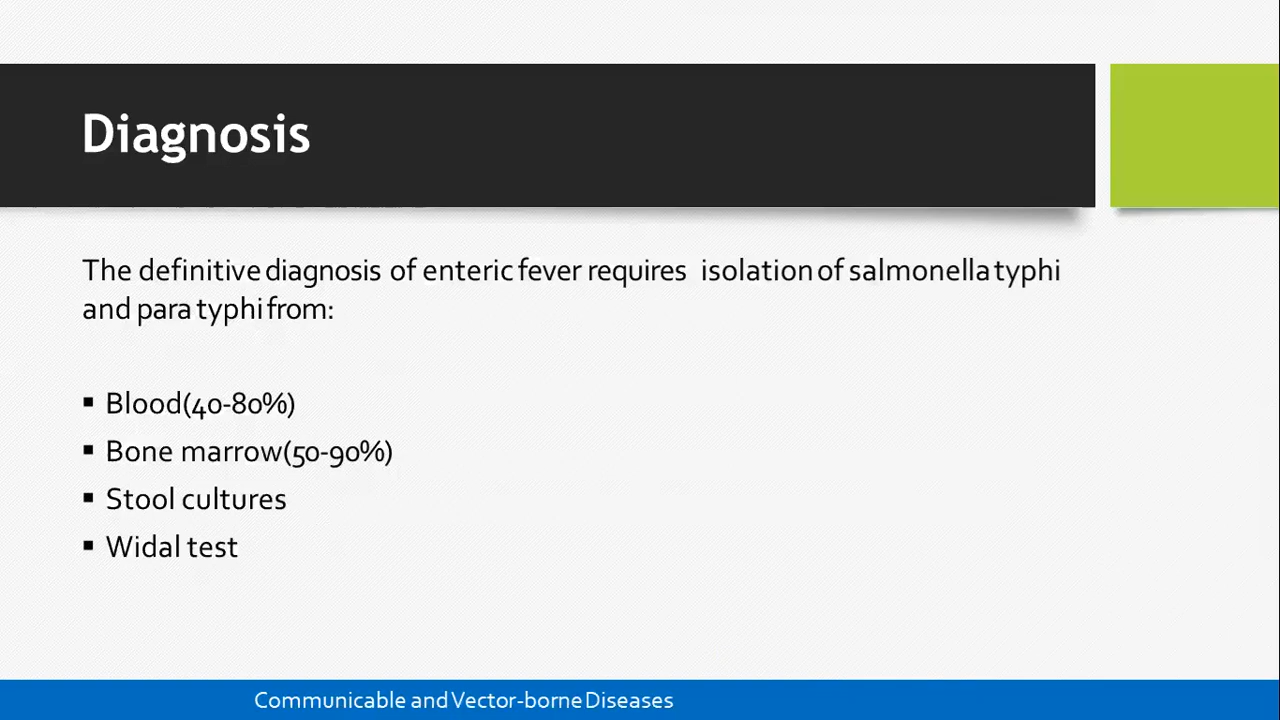 Diagnosis
The definitive diagnosis of enteric fever requires isolation of salmonella typhi
and para typhi from:
▪ Blood(40-80%)
▪ Bone marrow(50-90%)
▪ Stool cultures
▪ Widal test
Communicable and Vector-borne Diseases